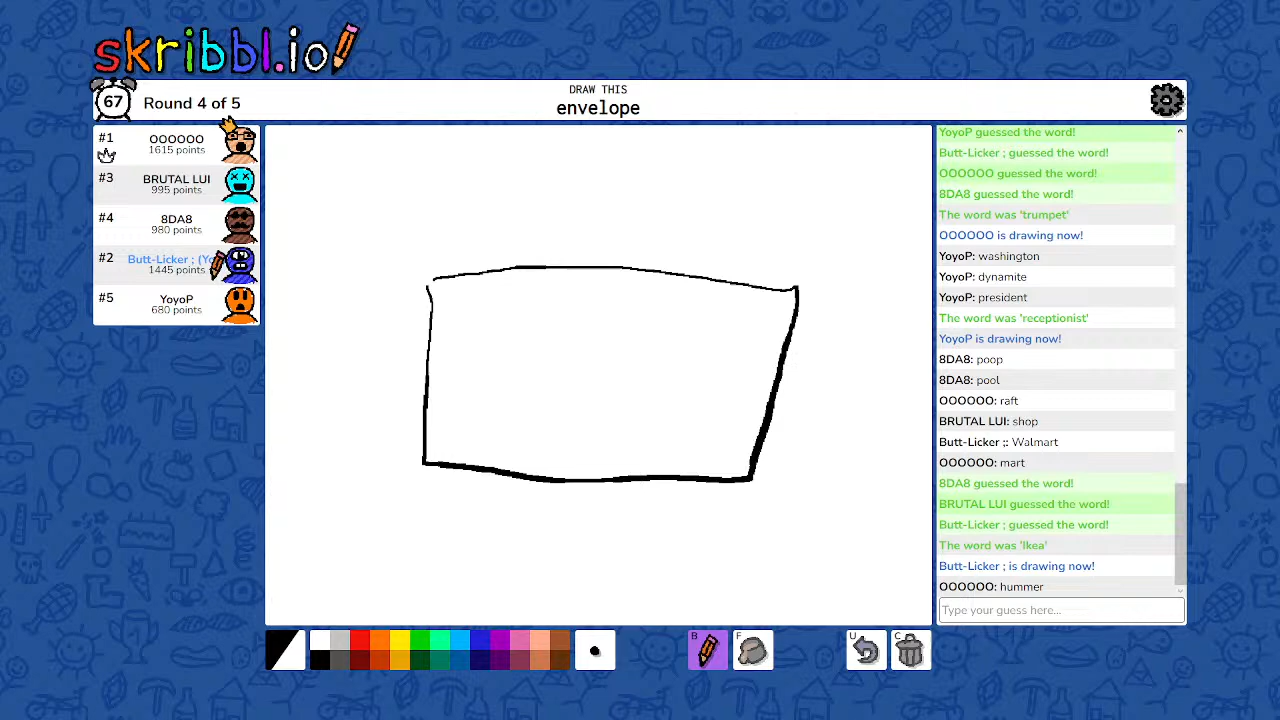 skribbl.io
67
Round 4 of 5
DRAW THIS
envelope
#1
OOOOOO
1615 points
#3
BRUTAL LUI
995 points
#4
8DA8
980 points
#2
Butt-Licker ; (Yo
1445 points
#5
YoyoP
680 points
YoyoP guessed the word!
Butt-Licker ; guessed the word!
OOOOOO guessed the word!
8DA8 guessed the word!
The word was 'trumpet'
OOOOOO is drawing now!
YoyoP: washington
YoyoP: dynamite
YoyoP: president
The word was 'receptionist'
YoyoP is drawing now!
8DA8: poop
8DA8: pool
OOOOOO: raft
BRUTAL LUI: shop
Butt-Licker ;: Walmart
OOOOOO: mart
8DA8 guessed the word!
BRUTAL LUI guessed the word!
Butt-Licker ; guessed the word!
The word was 'Ikea'
Butt-Licker ; is drawing now!
OOOOOO: hummer
Type your guess here...
B
F
U
C